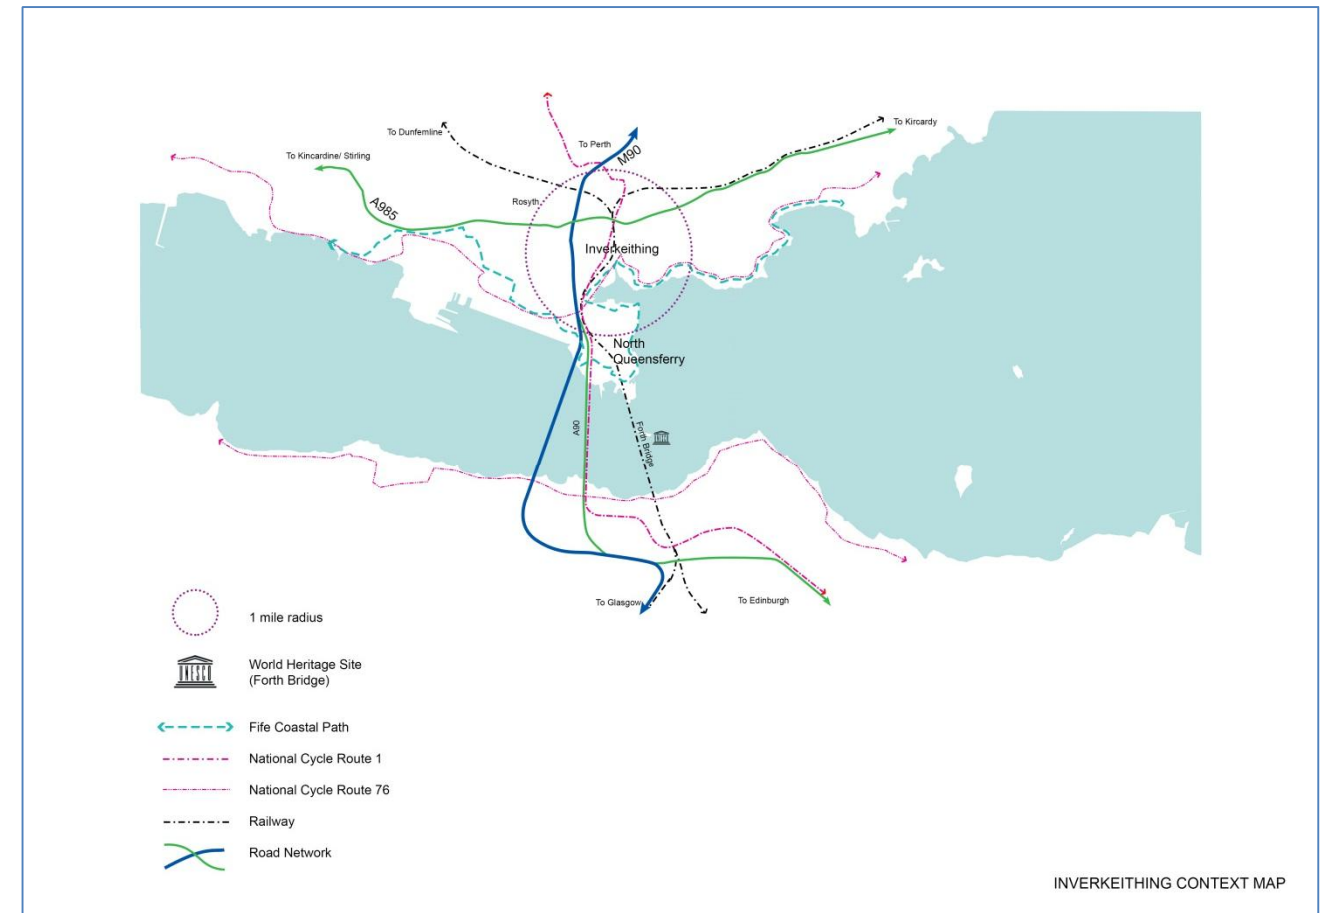 To Dunfemline
To Perth
M90
To Kircardy
To Kincardine/ Stirling
A985
Rosyth
Inverkeithing
North
Queensferry
A90
Forth Bridge
To Glasgow
To Edinburgh
1 mile radius
UNESCO
World Heritage Site
(Forth Bridge)
Fife Coastal Path
National Cycle Route 1
National Cycle Route 76
Railway
Road Network
INVERKEITHING CONTEXT MAP